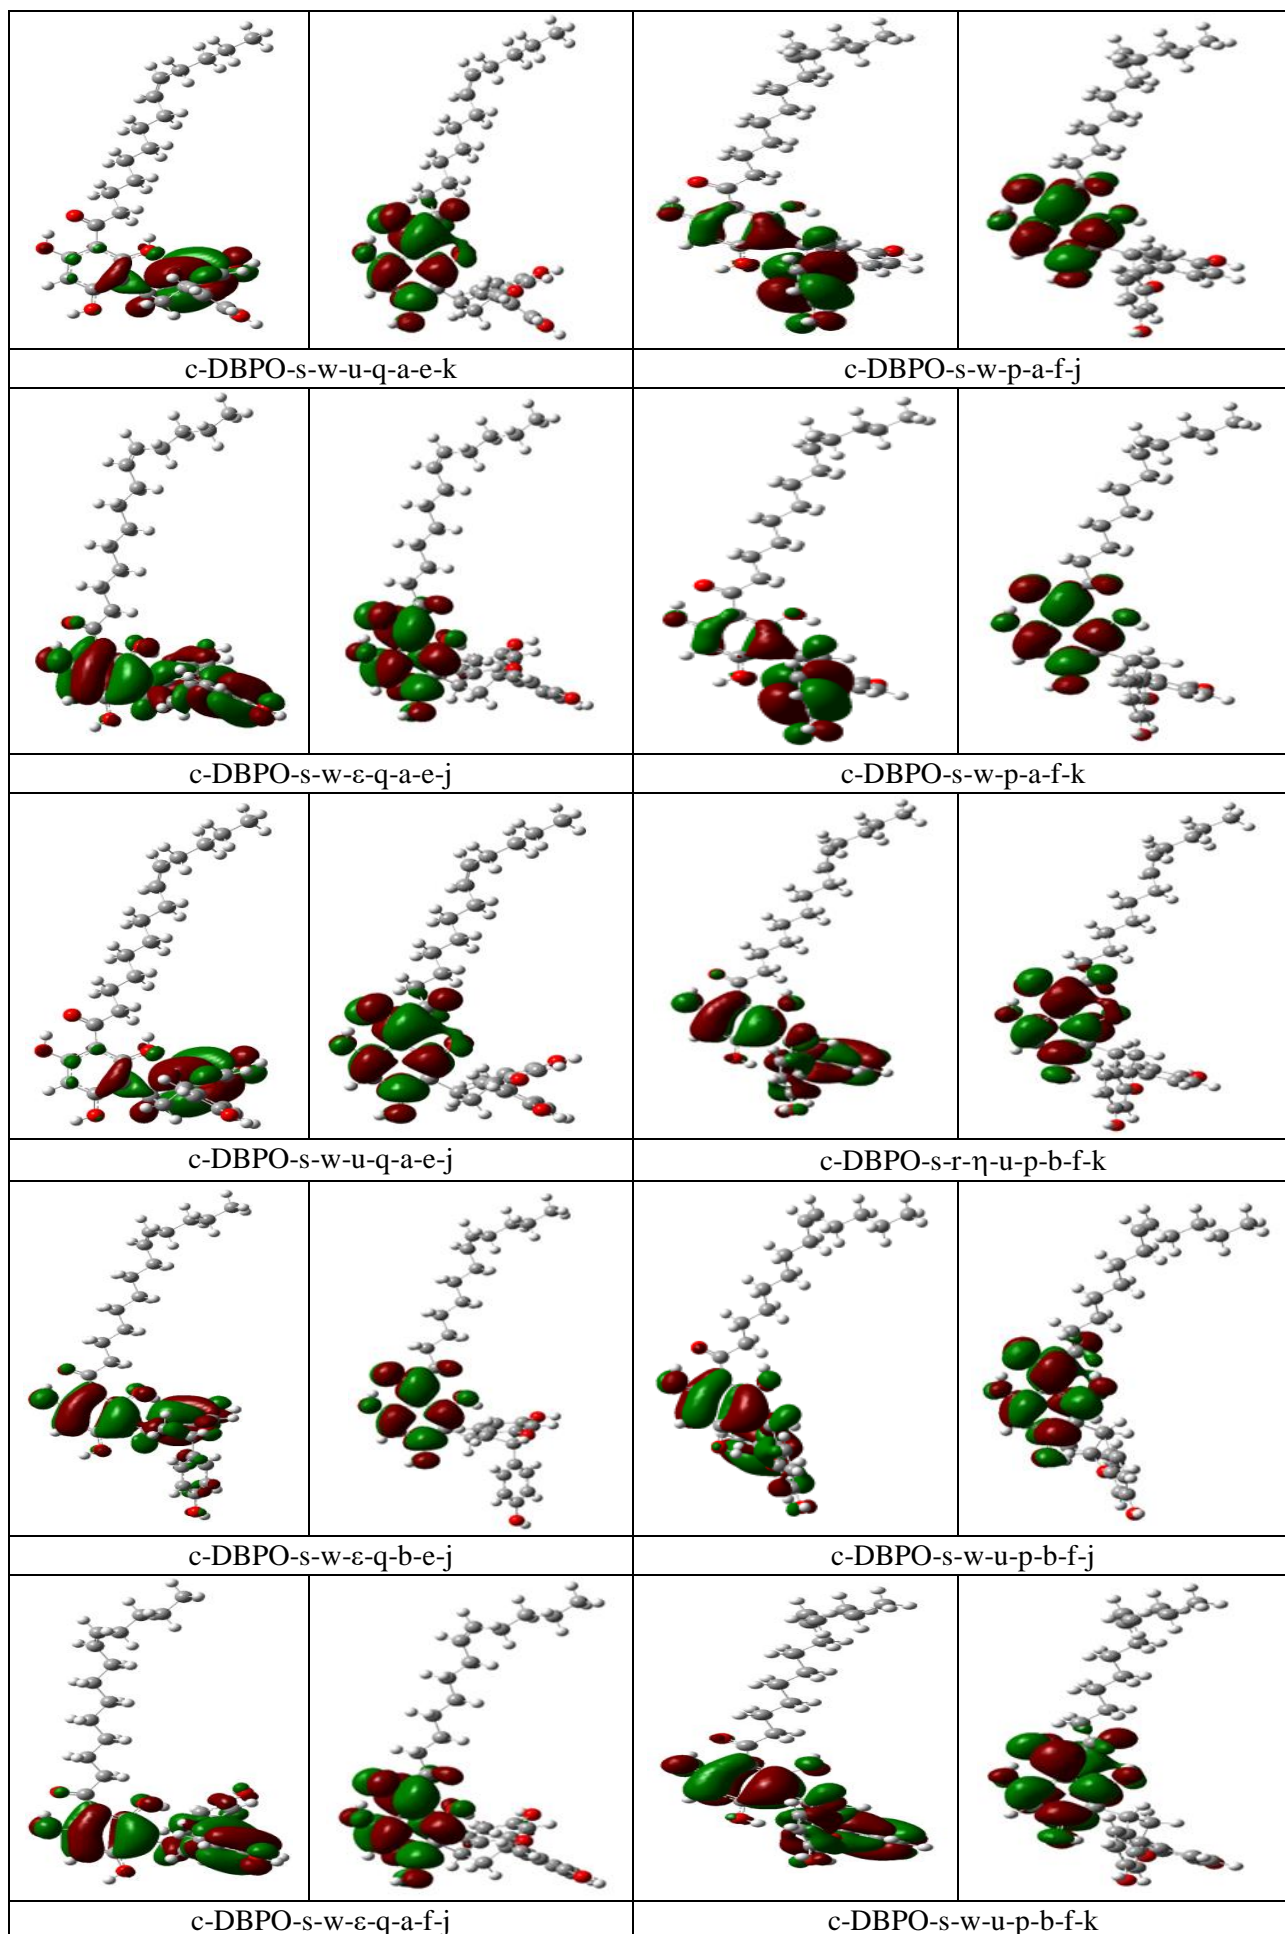 c-DBPO-s-w-u-q-a-e-k
c-DBPO-s-w-p-a-f-j
c-DBPO-s-w-ε-q-a-e-j
c-DBPO-s-w-p-a-f-k
c-DBPO-s-w-u-q-a-e-j
c-DBPO-s-r-η-u-p-b-f-k
c-DBPO-s-w-ε-q-b-e-j
c-DBPO-s-w-u-p-b-f-j
c-DBPO-s-w-ε-q-a-f-j
c-DBPO-s-w-u-p-b-f-k